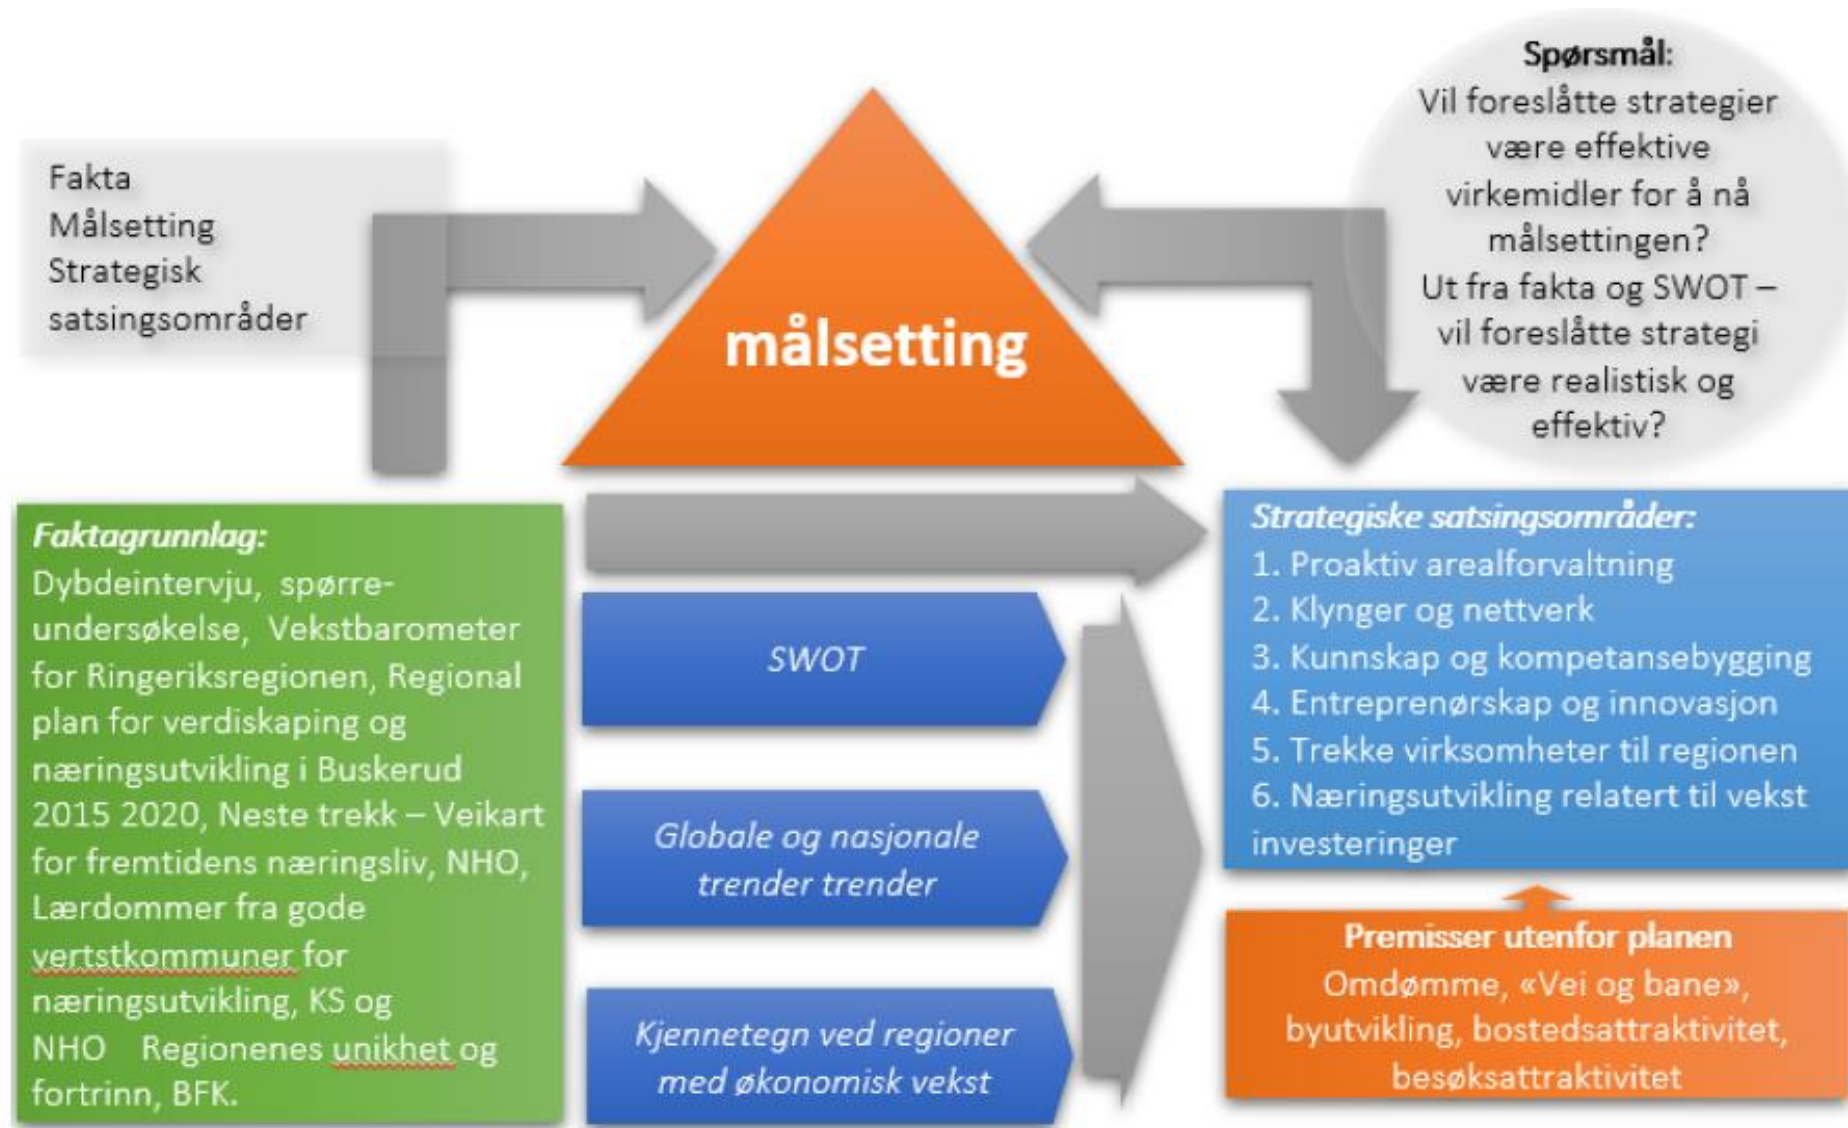 Fakta
Målsetting
Strategisk
satsingsområder
målsetting
Spørsmål:
Vil foreslåtte strategier
være effektive
virkemidler for å nå
målsettingen?
Ut fra fakta og SWOT –
vil foreslåtte strategi
være realistisk og
effektiv?
Faktagrunnlag:
Dybdeintervju, spørre-
undersøkelse, Vekstbarometer
for Ringeriksregionen, Regional
plan for verdiskaping og
næringsutvikling i Buskerud
2015 2020, Neste trekk – Veikart
for fremtidens næringsliv, NHO,
Lærdommer fra gode
vertstkommuner for
næringsutvikling, KS og
NHO Regionenes unikhet og
fortrinn, BFK.
SWOT
Globale og nasjonale
trender trender
Kjennetegn ved regioner
med økonomisk vekst
Strategiske satsingsområder:
1. Proaktiv arealforvaltning
2. Klynger og nettverk
3. Kunnskap og kompetansebygging
4. Entreprenørskap og innovasjon
5. Trekke virksomheter til regionen
6. Næringsutvikling relatert til vekst
investeringer
Premisser utenfor planen
Omdømme, «Vei og bane»,
byutvikling, bostedsattraktivitet,
besøksattraktivitet